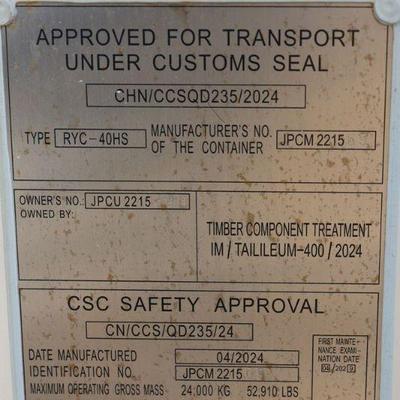 APPROVED FOR TRANSPORT
UNDER CUSTOMS SEAL
CHN/CCSQD235/2024
TYPE RYC-40HS MANUFACTURER'S NO. OF THE CONTAINER JPCM 2215
OWNER'S NO.: JPCU 2215
OWNED BY:
TIMBER COMPONENT TREATMENT
IM/TAILILEUM-400/2024
CSC SAFETY APPROVAL
CN/CCS/QD235/24
DATE MANUFACTURED 04/2024
IDENTIFICATION NO. JPCM 2215
MAXIMUM OPERATING GROSS MASS 24.000 KG 52,910 LBS
FIRST MAINTE-
NANCE EXAMI-
NATION DATE
04/2029